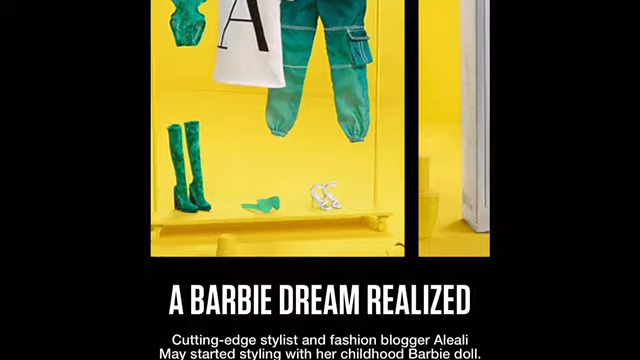 A
A BARBIE DREAM REALIZED
Cutting-edge stylist and fashion blogger Aleali
May started styling with her childhood Barbie doll.